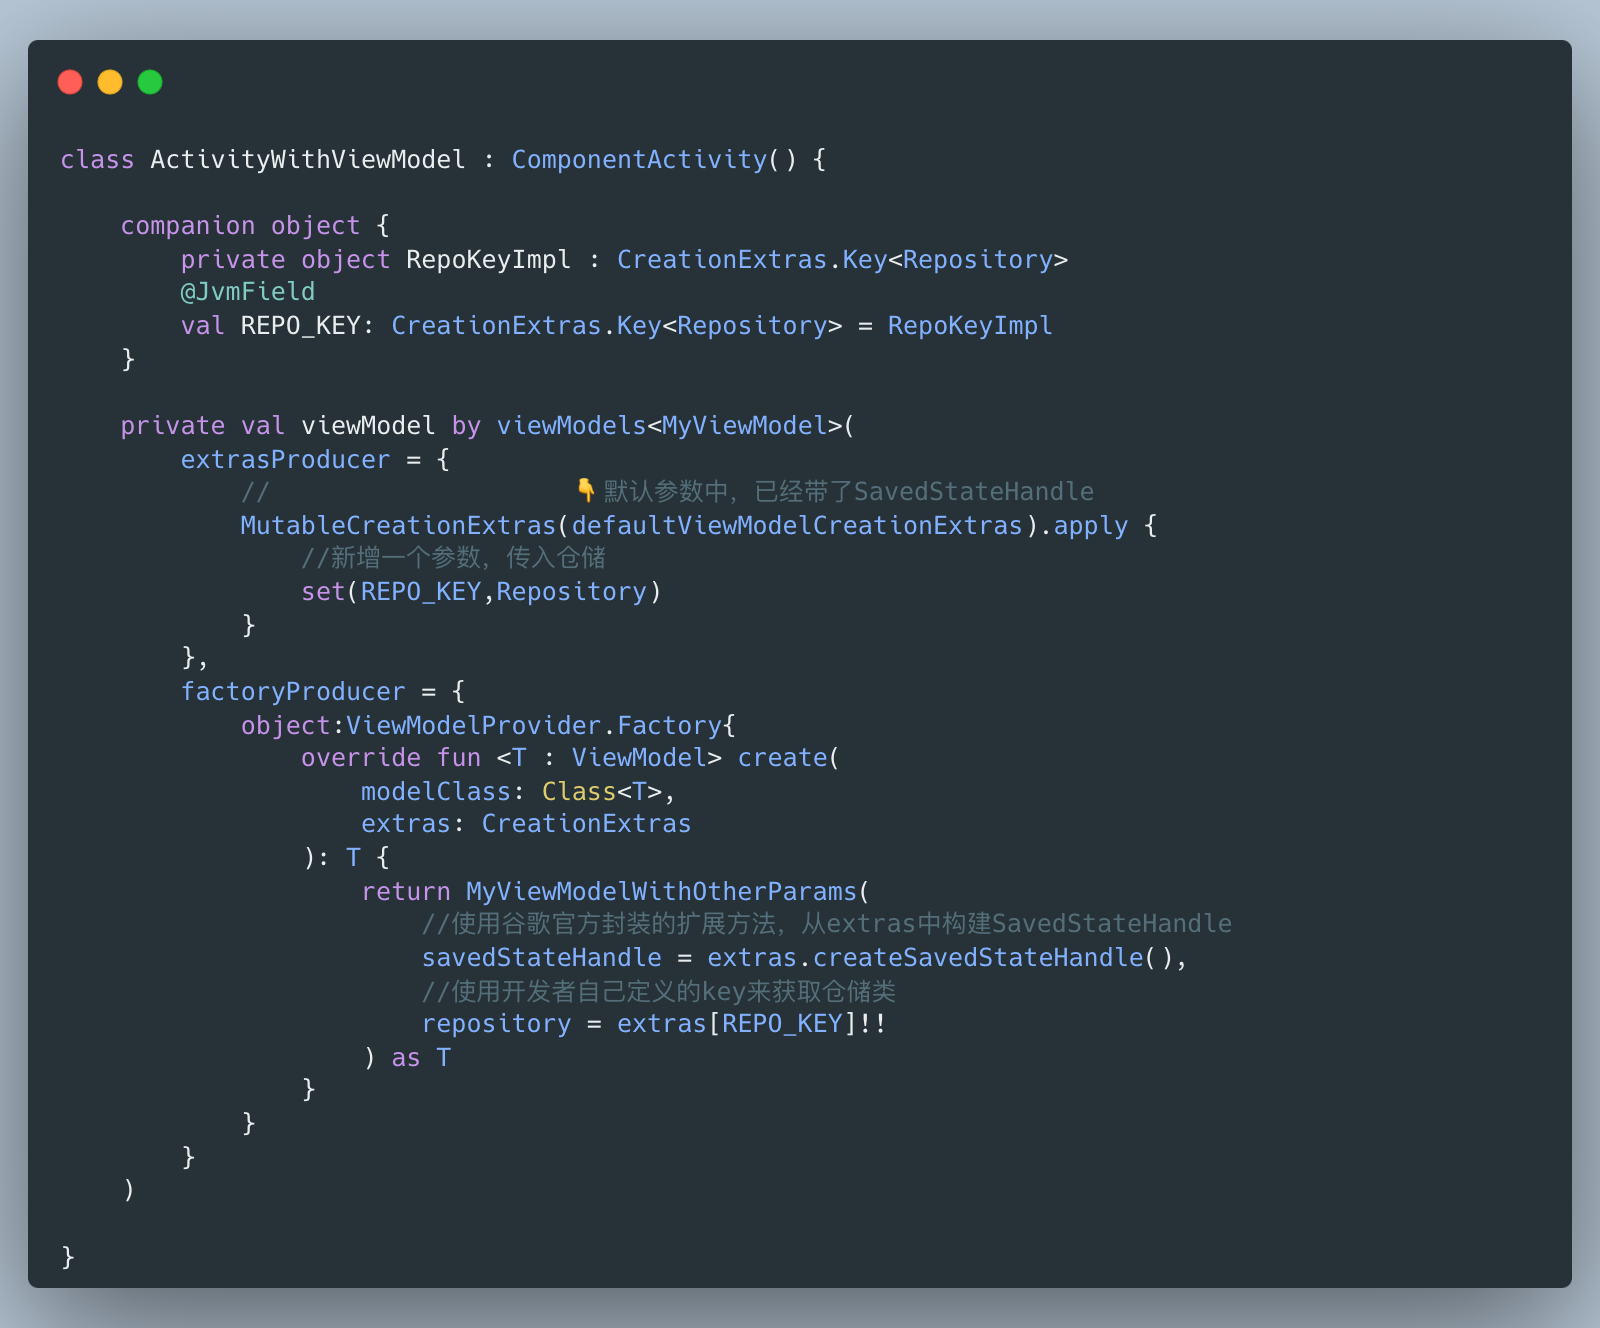 class ActivityWithViewModel : ComponentActivity() {
    companion object {
        private object RepoKeyImpl : CreationExtras.Key<Repository>
        @JvmField
        val REPO_KEY: CreationExtras.Key<Repository> = RepoKeyImpl
    }
    private val viewModel by viewModels<MyViewModel>(
        extrasProducer = {
            //                    👇默认参数中，已经带了SavedStateHandle
            MutableCreationExtras(defaultViewModelCreationExtras).apply {
                //新增一个参数，传入仓储
                set(REPO_KEY,Repository)
            }
        },
        factoryProducer = {
            object:ViewModelProvider.Factory{
                override fun <T : ViewModel> create(
                    modelClass: Class<T>,
                    extras: CreationExtras
                ): T {
                    return MyViewModelWithOtherParams(
                        //使用谷歌官方封装的扩展方法，从extras中构建SavedStateHandle
                        savedStateHandle = extras.createSavedStateHandle(),
                        //使用开发者自己定义的key来获取仓储类
                        repository = extras[REPO_KEY]!!
                    ) as T
                }
            }
        }
    )
}